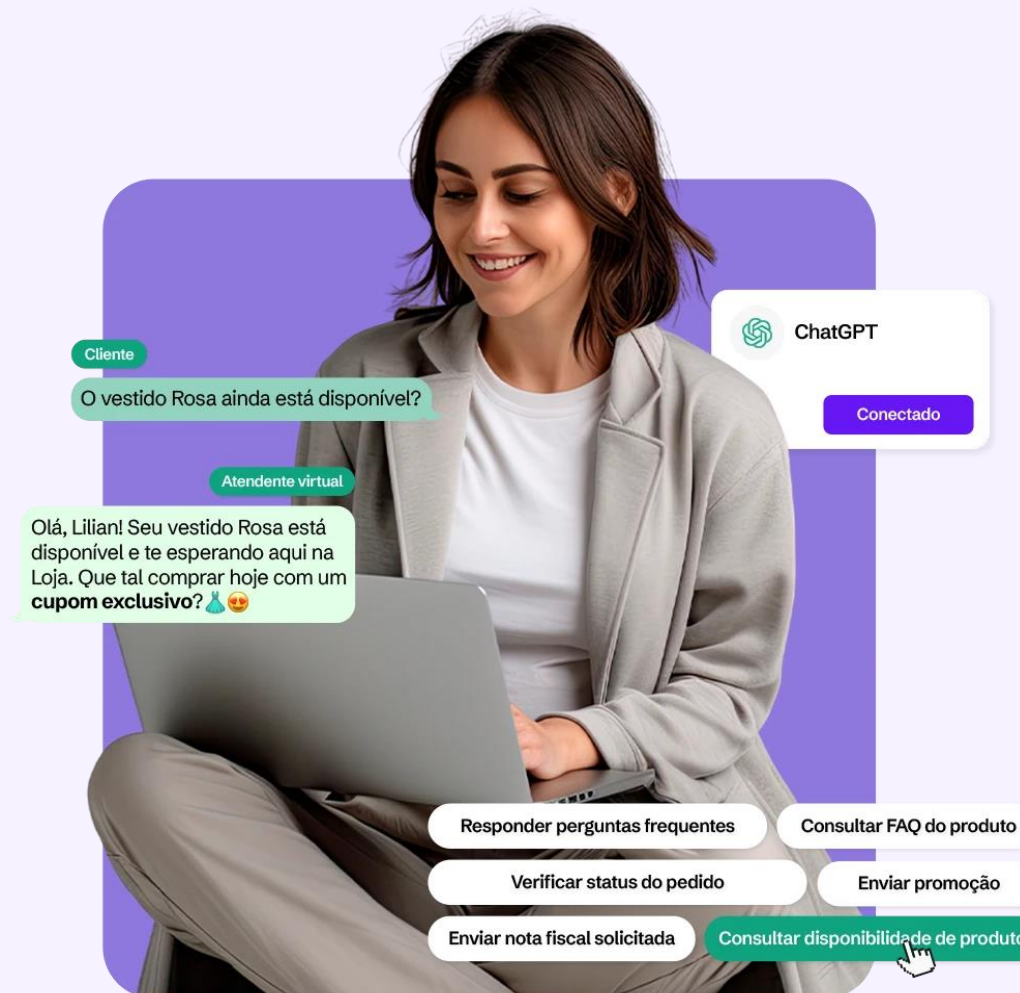 ChatGPT
Conectado
Cliente
O vestido Rosa ainda está disponível?
Atendente virtual
Olá, Lilian! Seu vestido Rosa está
disponível e te esperando aqui na
Loja. Que tal comprar hoje com um
cupom exclusivo?👗😍
Responder perguntas frequentes
Consultar FAQ do produto
Verificar status do pedido
Enviar promoção
Enviar nota fiscal solicitada
Consultar disponibilidade de produto